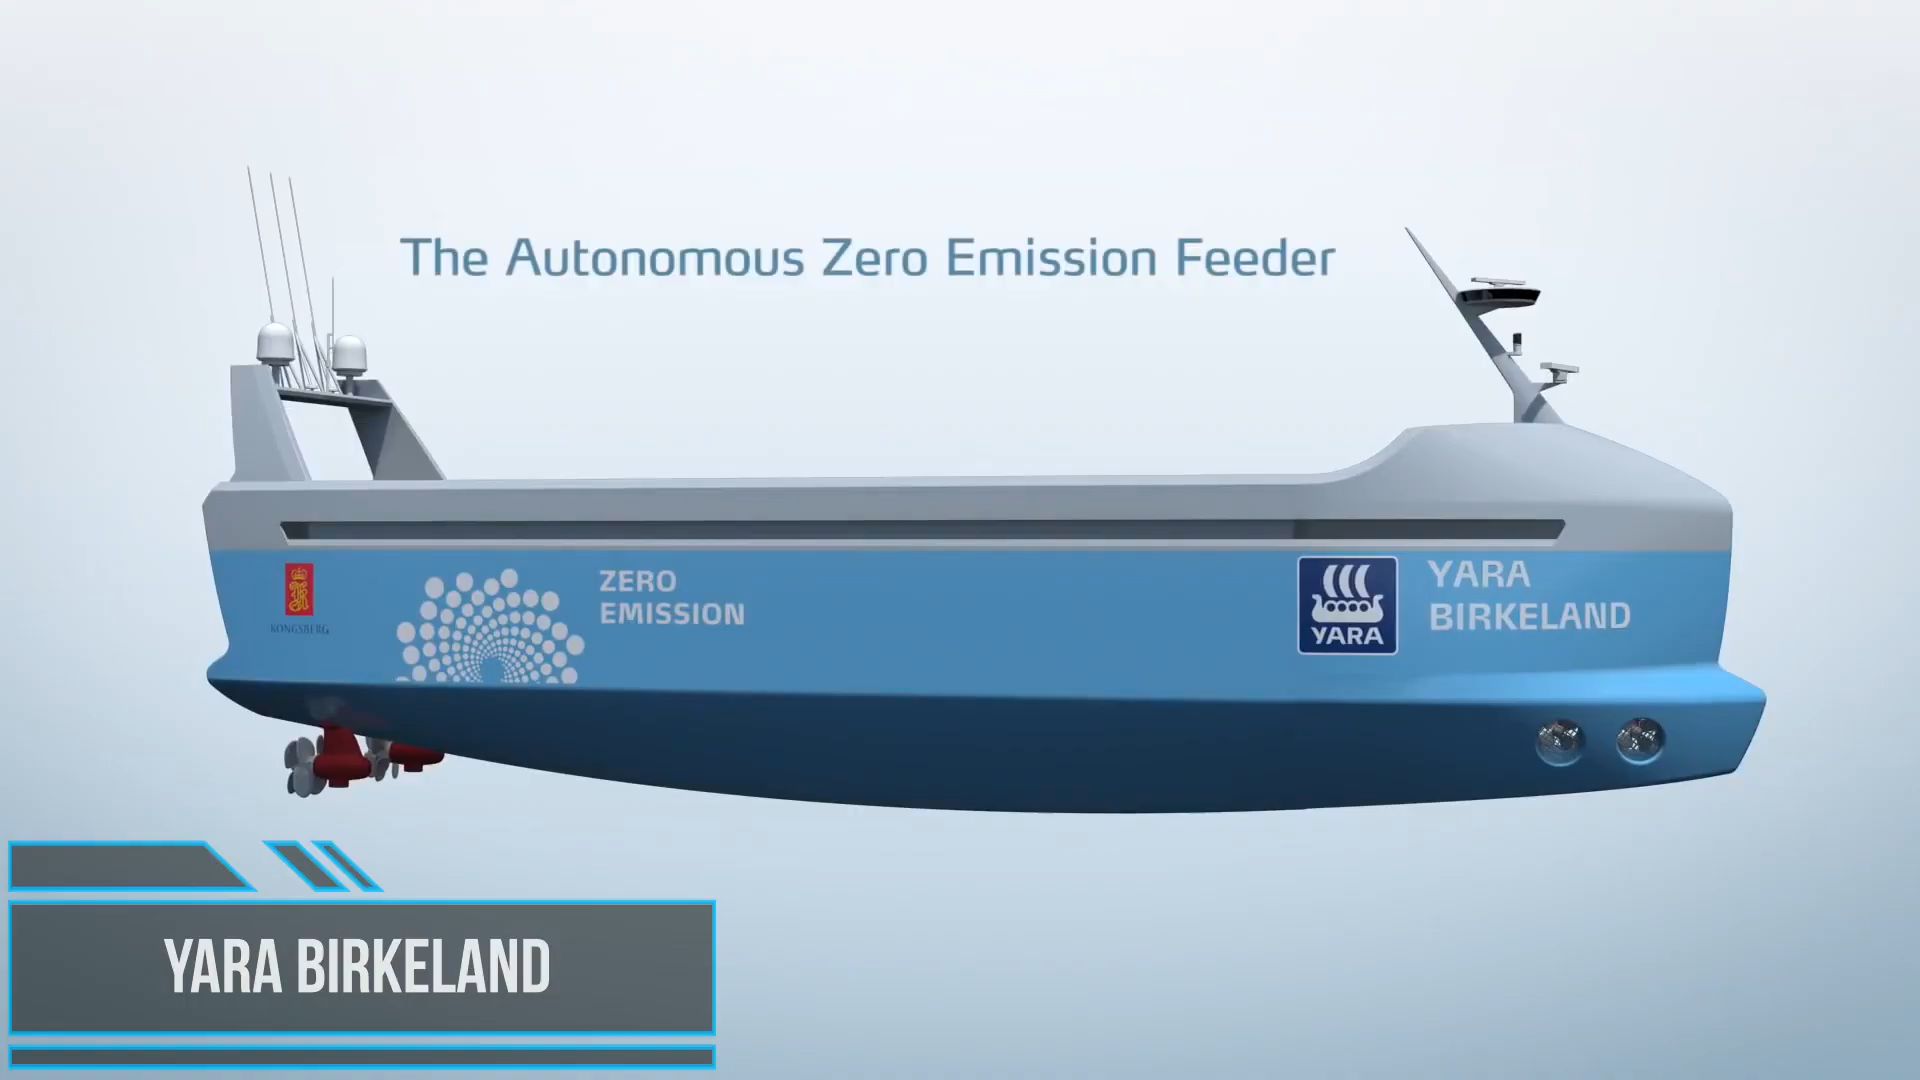 The Autonomous Zero Emission Feeder
KONGSBERG
ZERO
EMISSION
YARA
YARA
BIRKELAND
YARA BIRKELAND